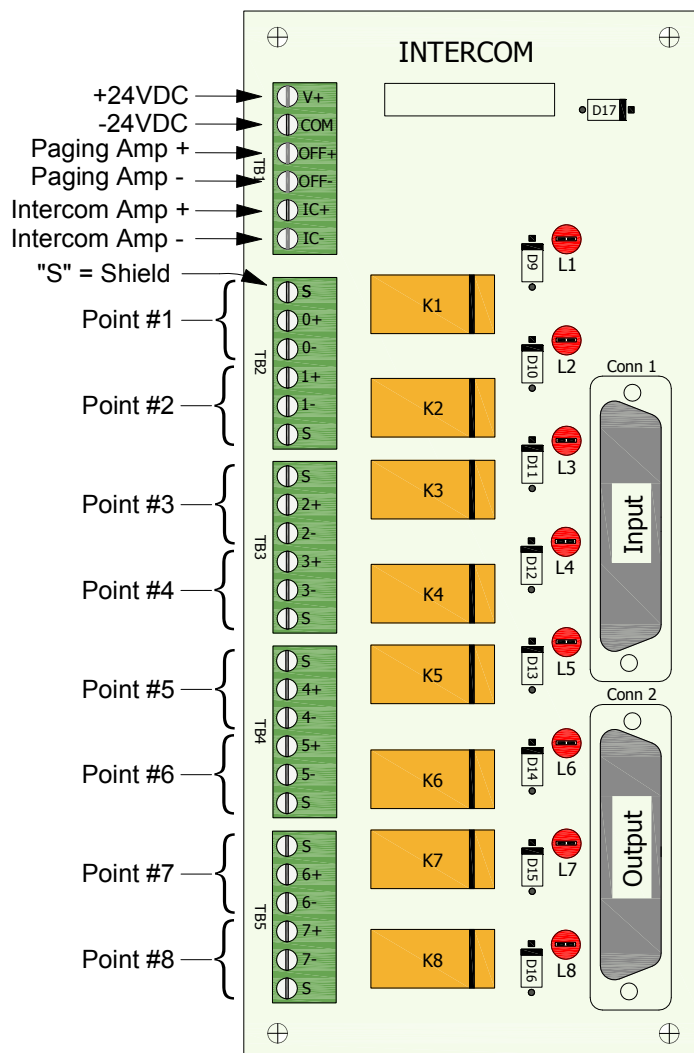 INTERCOM
+24VDC
-24VDC
Paging Amp +
Paging Amp -
Intercom Amp +
Intercom Amp -
"S" = Shield
TB1
V+
COM
OFF+
OFF-
IC+
IC-
D17
Point #1
Point #2
TB2
S
0+
0-
1+
1-
S
Point #3
Point #4
TB3
S
2+
2-
3+
3-
S
Point #5
Point #6
TB4
S
4+
4-
5+
5-
S
Point #7
Point #8
TB5
S
6+
6-
7+
7-
S
K1
K2
K3
K4
K5
K6
K7
K8
D9
D10
D11
D12
D13
D14
D15
D16
L1
L2
L3
L4
L5
L6
L7
L8
Conn 1
Input
Conn 2
Output